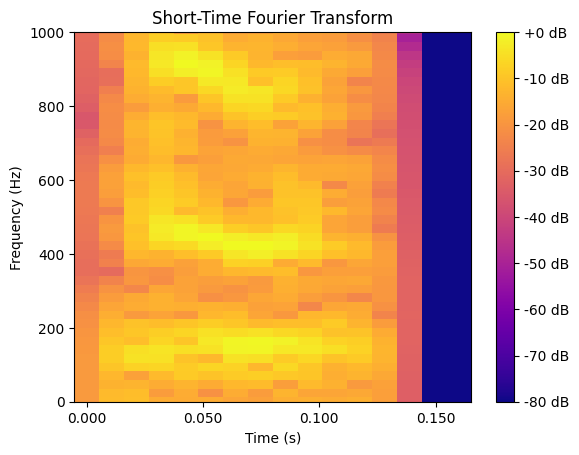 Short-Time Fourier Transform
Frequency (Hz)
1000
800
600
400
200
0
0.000
0.050
0.100
0.150
Time (s)
+0 dB
-10 dB
-20 dB
-30 dB
-40 dB
-50 dB
-60 dB
-70 dB
-80 dB